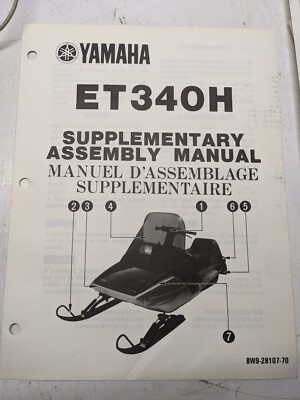 YAMAHA
ET340H
SUPPLEMENTARY
ASSEMBLY MANUAL
MANUEL D'ASSEMBLAGE
SUPPLEMENTAIRE
2 3 4 1 6 5
7
8W9-28107-70